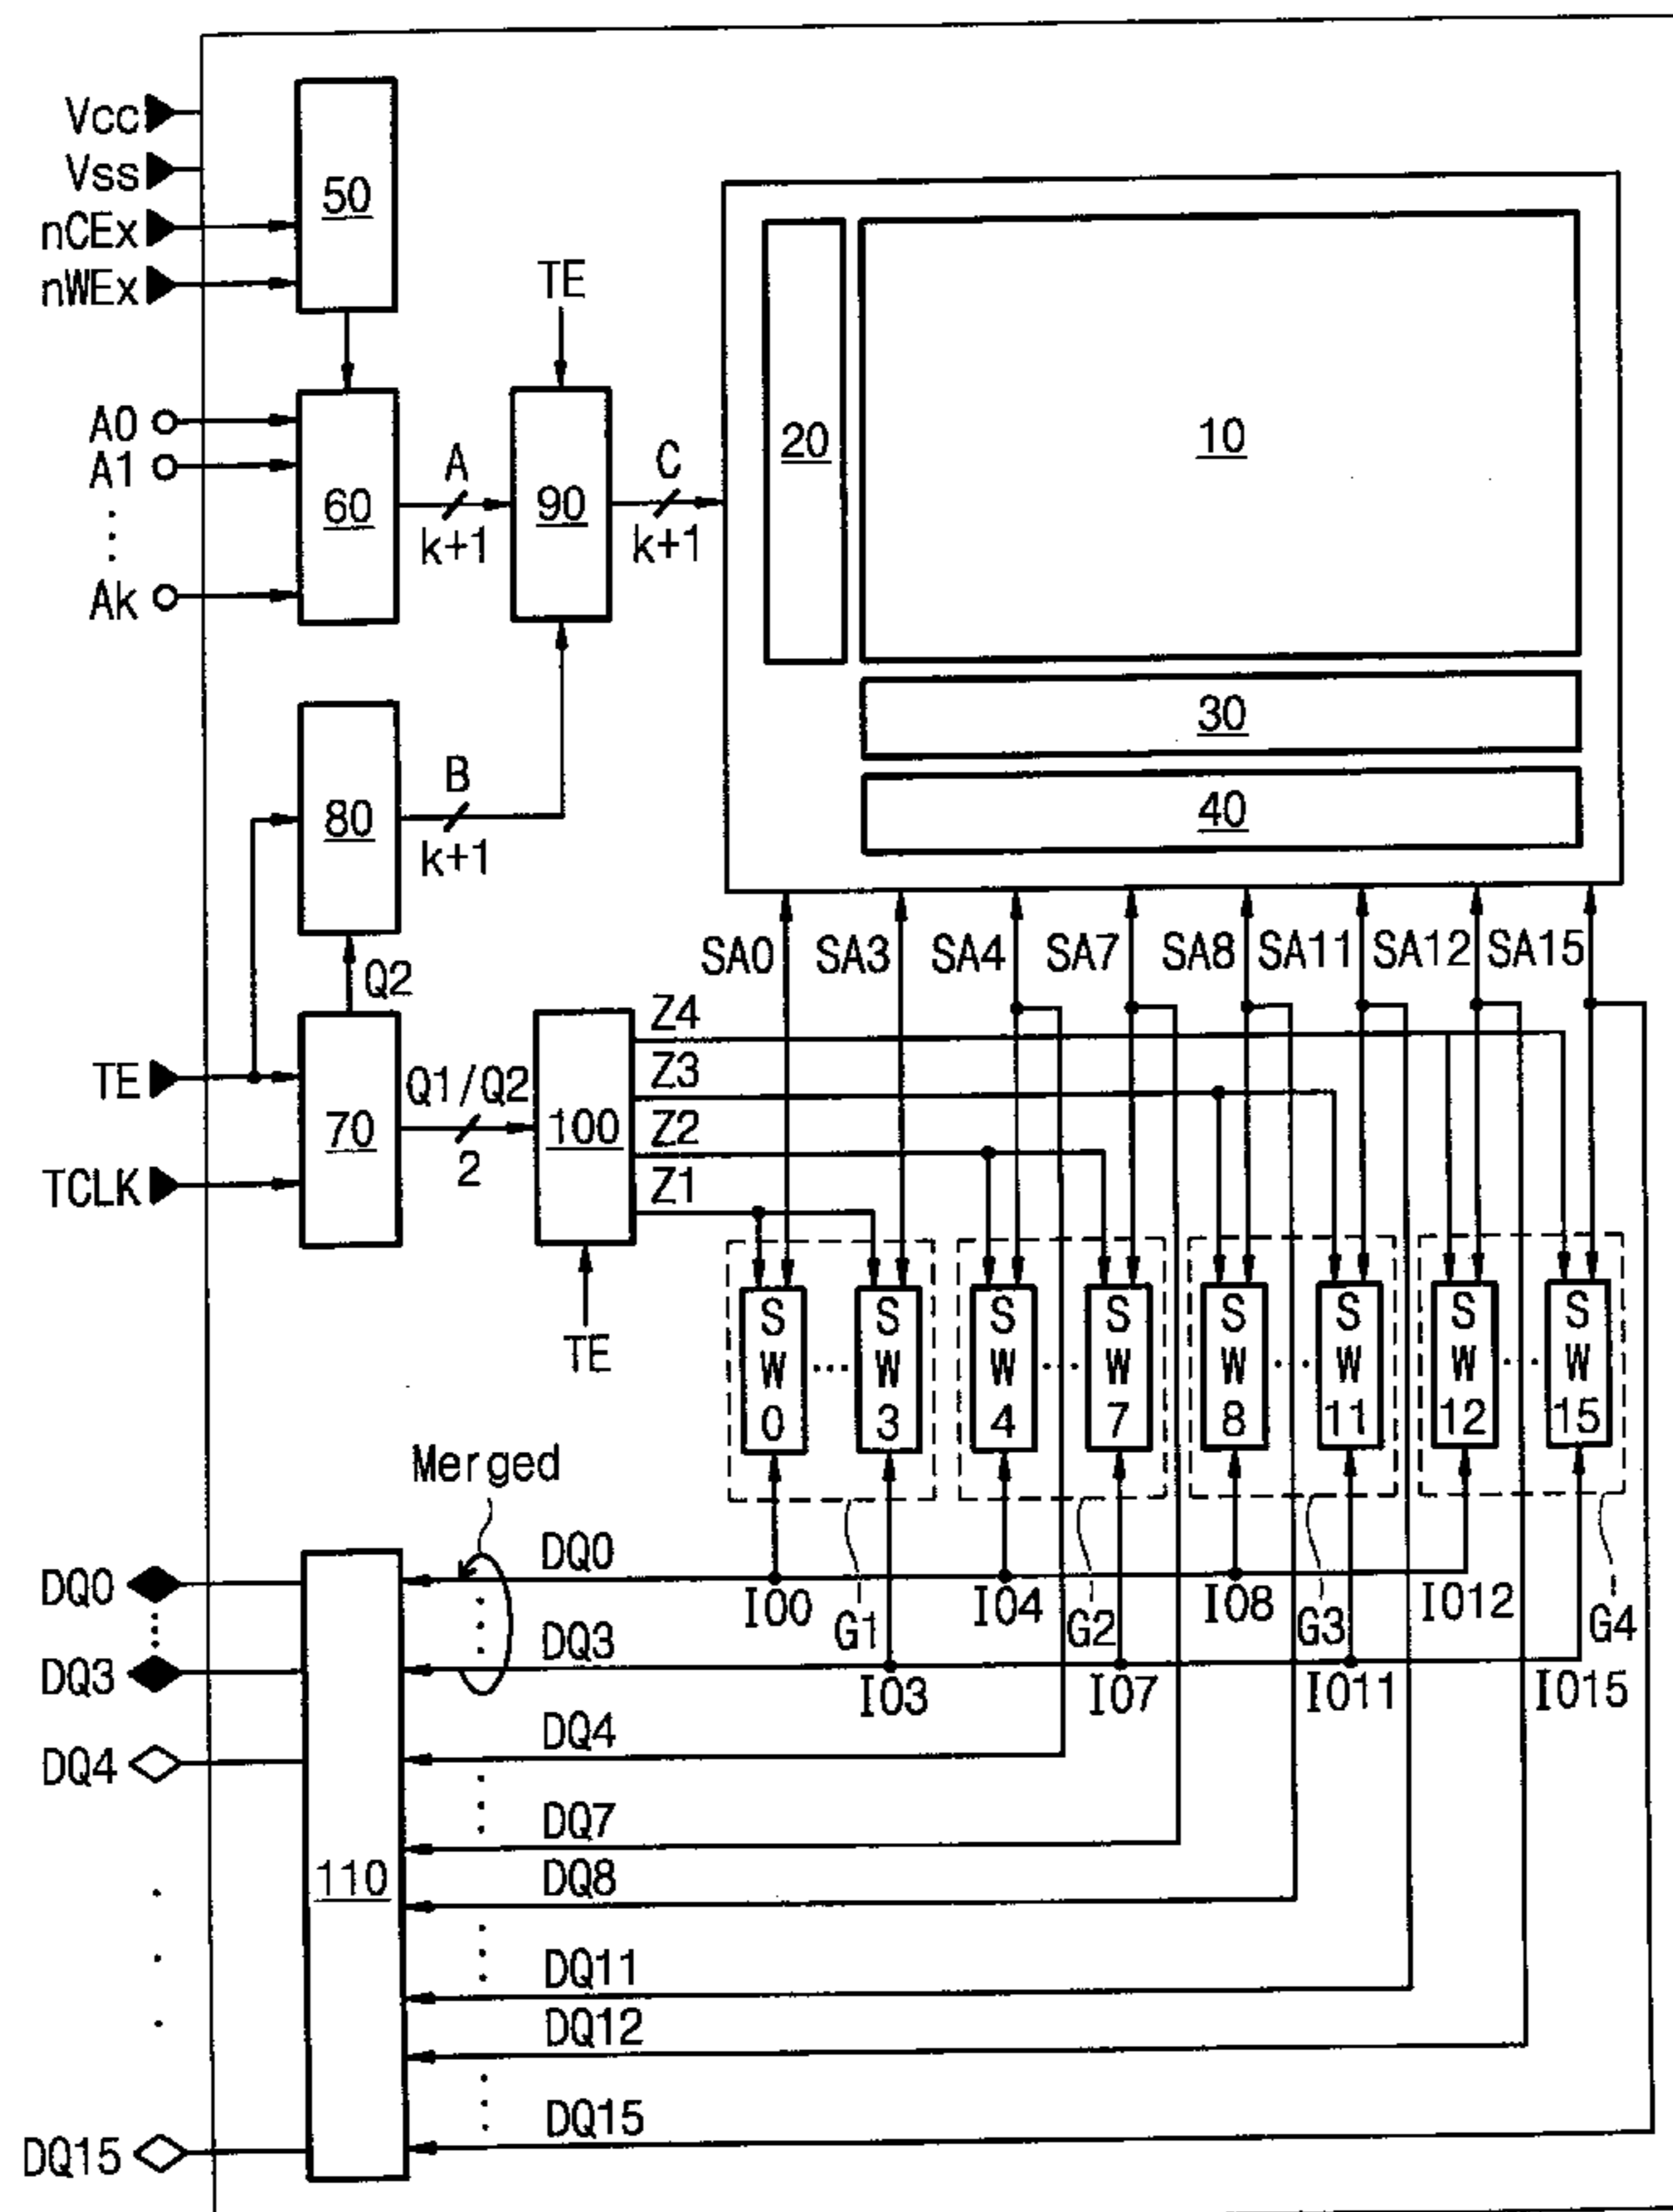 Vcc
Vss
nCEx
nWEx
50
TE
A0
A1
Ak
60
A
k+1
90
C
k+1
20
10
30
40
80
B
k+1
Q2
TE
TCLK
70
Q1/Q2
2
100
TE
Z4
Z3
Z2
Z1
SA0
SA3
SA4
SA7
SA8
SA11
SA12
SA15
SW0
SW3
SW4
SW7
SW8
SW11
SW12
SW15
Merged
DQ0
DQ3
DQ4
DQ15
110
DQ0
DQ3
DQ4
DQ7
DQ8
DQ11
DQ12
DQ15
IO0
IO4
IO8
IO12
G1
G2
G3
G4
IO3
IO7
IO11
IO15